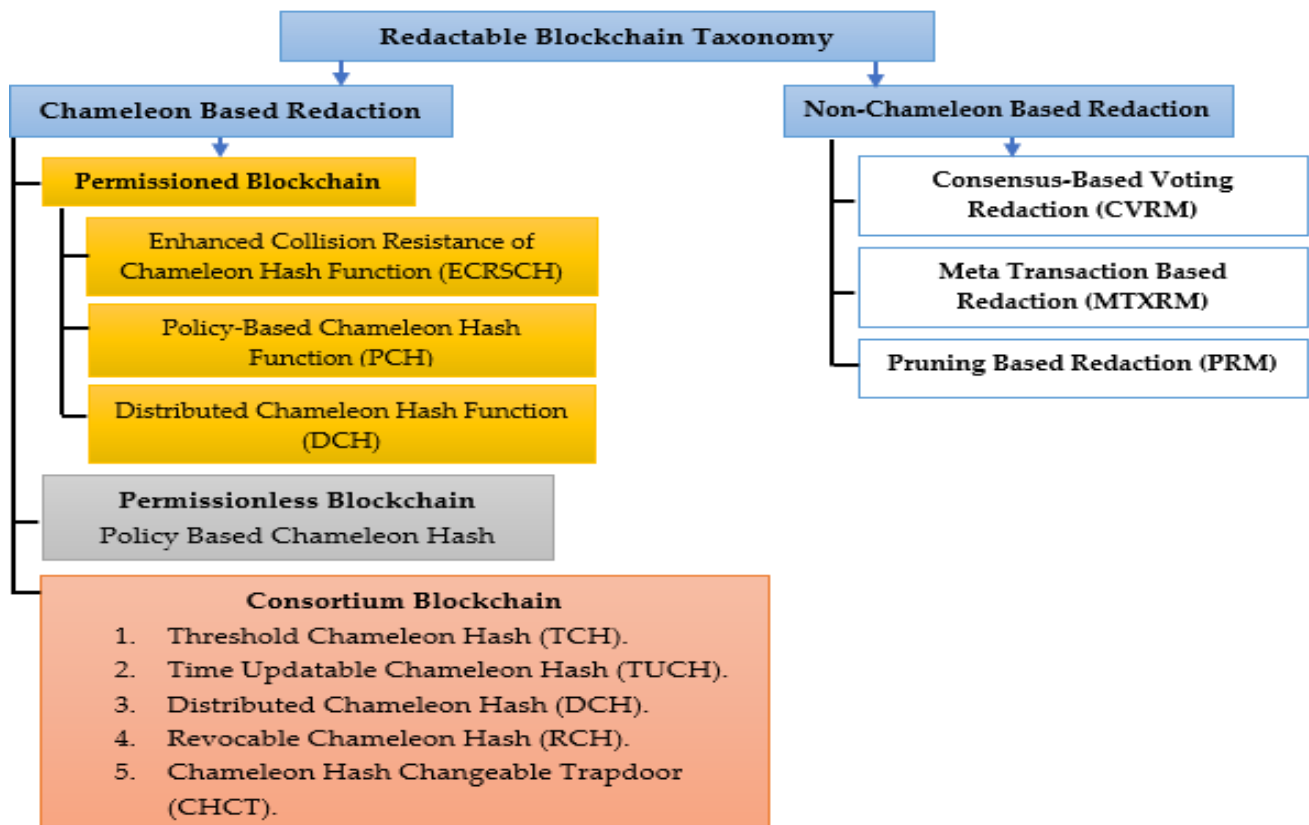 Redactable Blockchain Taxonomy
Chameleon Based Redaction
Permissioned Blockchain
Enhanced Collision Resistance of
Chameleon Hash Function (ECRSCH)
Policy-Based Chameleon Hash
Function (PCH)
Distributed Chameleon Hash Function
(DCH)
Permissionless Blockchain
Policy Based Chameleon Hash
Consortium Blockchain
1. Threshold Chameleon Hash (TCH).
2. Time Updatable Chameleon Hash (TUCH).
3. Distributed Chameleon Hash (DCH).
4. Revocable Chameleon Hash (RCH).
5. Chameleon Hash Changeable Trapdoor
(CHCT).
Non-Chameleon Based Redaction
Consensus-Based Voting
Redaction (CVRM)
Meta Transaction Based
Redaction (MTXRM)
Pruning Based Redaction (PRM)